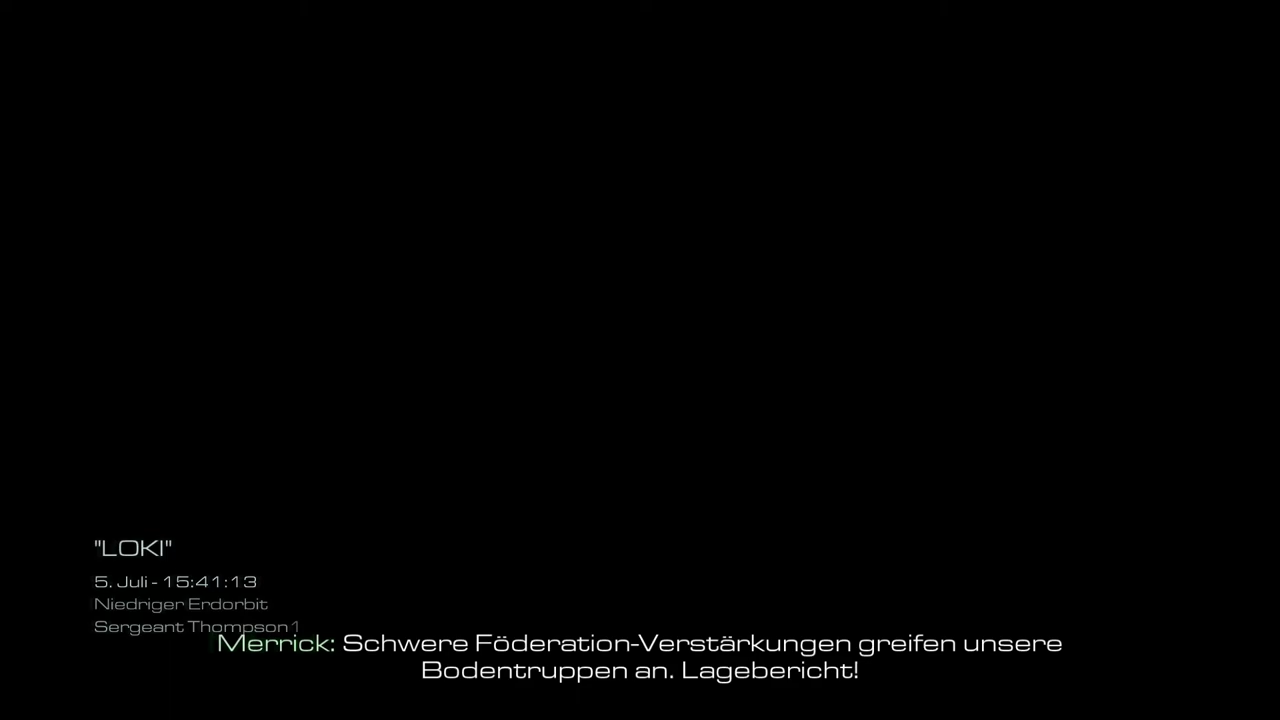 "LOKI"
5. Juli - 15:41:13
Niedriger Erdorbit
Sergeant Thompson 1
Merrick: Schwere Föderation-Verstärkungen greifen unsere
Bodentruppen an. Lagebericht!